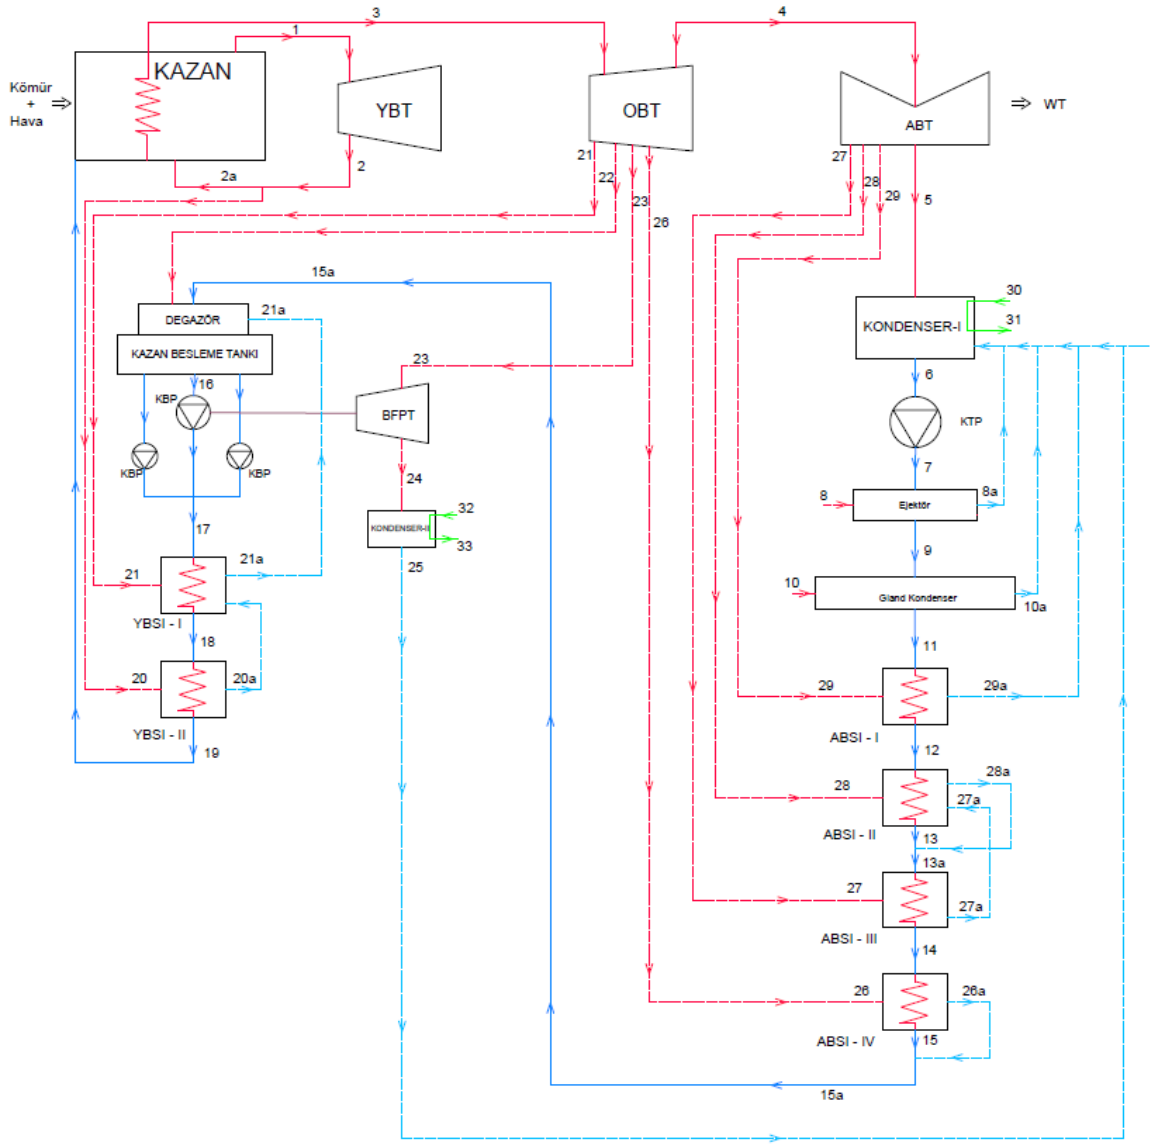 3
4
1
KAZAN
Kömür
+
Hava
YBT
OBT
ABT
WT
2
2a
21
22
23
26
27
28
29
5
15a
30
31
DEGAZÖR
21a
KAZAN BESLEME TANKI
KONDENSER-I
23
16
KBP
BFPT
6
KTP
KBP
KBP
24
7
8
8a
Ejektör
KONDENSER-II
32
33
17
25
9
21
21a
10
Gland Kondenser
10a
YBSI - I
18
11
20
20a
29
29a
YBSI - II
19
ABSI - I
12
28
28a
27a
ABSI - II
13
13a
27
27a
ABSI - III
14
26
26a
ABSI - IV
15
15a